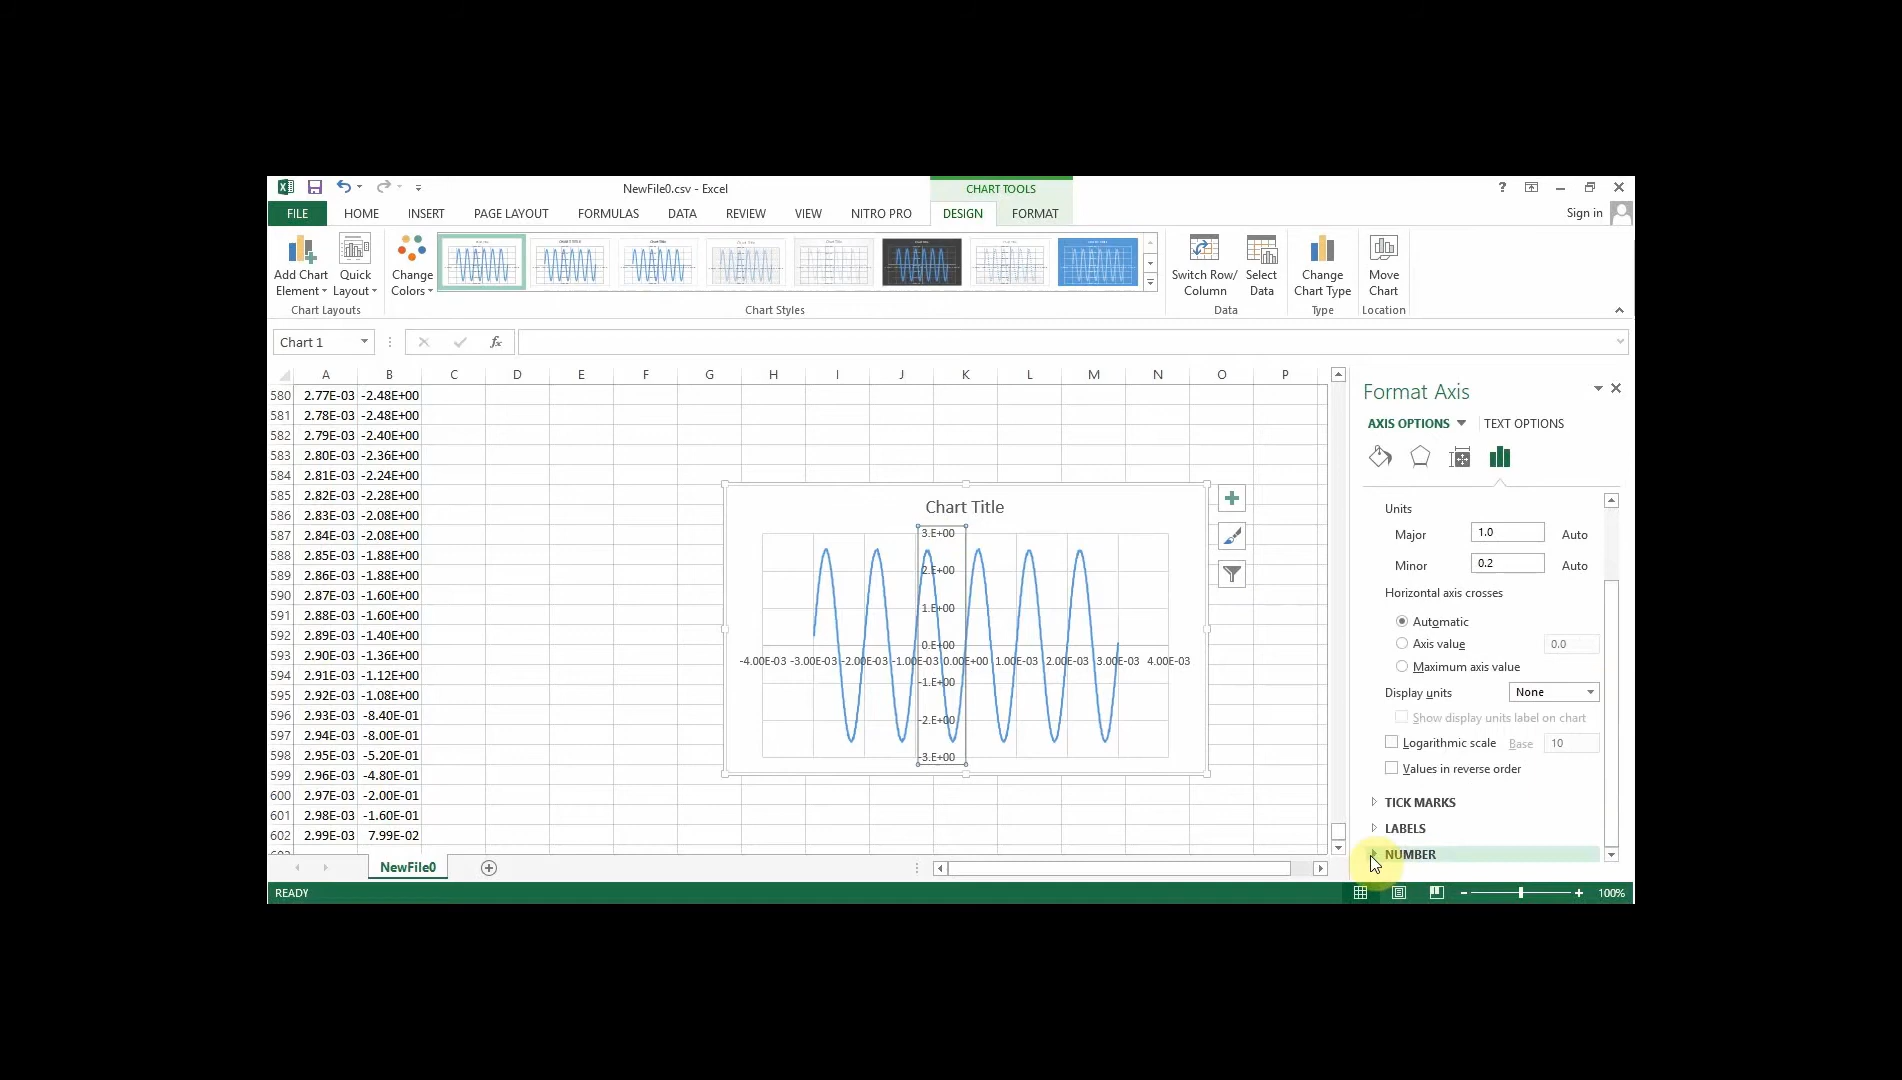 NewFile0.csv - Excel
CHART TOOLS
?
FILE HOME INSERT PAGE LAYOUT FORMULAS DATA REVIEW VIEW NITRO PRO DESIGN FORMAT Sign in
Add Chart Element
Quick Layout
Change Colors
Switch Row/ Column
Select Data
Change Chart Type
Move Chart
Chart Layouts Chart Styles Data Type Location
Chart 1 fx
A B C D E F G H I J K L M N O P
580 2.77E-03 -2.48E+00
581 2.78E-03 -2.48E+00
582 2.79E-03 -2.40E+00
583 2.80E-03 -2.36E+00
584 2.81E-03 -2.24E+00
585 2.82E-03 -2.28E+00
586 2.83E-03 -2.08E+00
587 2.84E-03 -2.08E+00
588 2.85E-03 -1.88E+00
589 2.86E-03 -1.88E+00
590 2.87E-03 -1.60E+00
591 2.88E-03 -1.60E+00
592 2.89E-03 -1.40E+00
593 2.90E-03 -1.36E+00
594 2.91E-03 -1.12E+00
595 2.92E-03 -1.08E+00
596 2.93E-03 -8.40E-01
597 2.94E-03 -8.00E-01
598 2.95E-03 -5.20E-01
599 2.96E-03 -4.80E-01
600 2.97E-03 -2.00E-01
601 2.98E-03 -1.60E-01
602 2.99E-03 7.99E-02
Chart Title
3.E+00
2.E+00
1.E+00
0.E+00
-4.00E-03 -3.00E-03 -2.00E-03 -1.00E-03 0.00E+00 1.00E-03 2.00E-03 3.00E-03 4.00E-03
-1.E+00
-2.E+00
-3.E+00
Format Axis
AXIS OPTIONS TEXT OPTIONS
Units
Major 1.0 Auto
Minor 0.2 Auto
Horizontal axis crosses
Automatic
Axis value 0.0
Maximum axis value
Display units None
Show display units label on chart
Logarithmic scale Base 10
Values in reverse order
TICK MARKS
LABELS
NUMBER
NewFile0
READY
100%